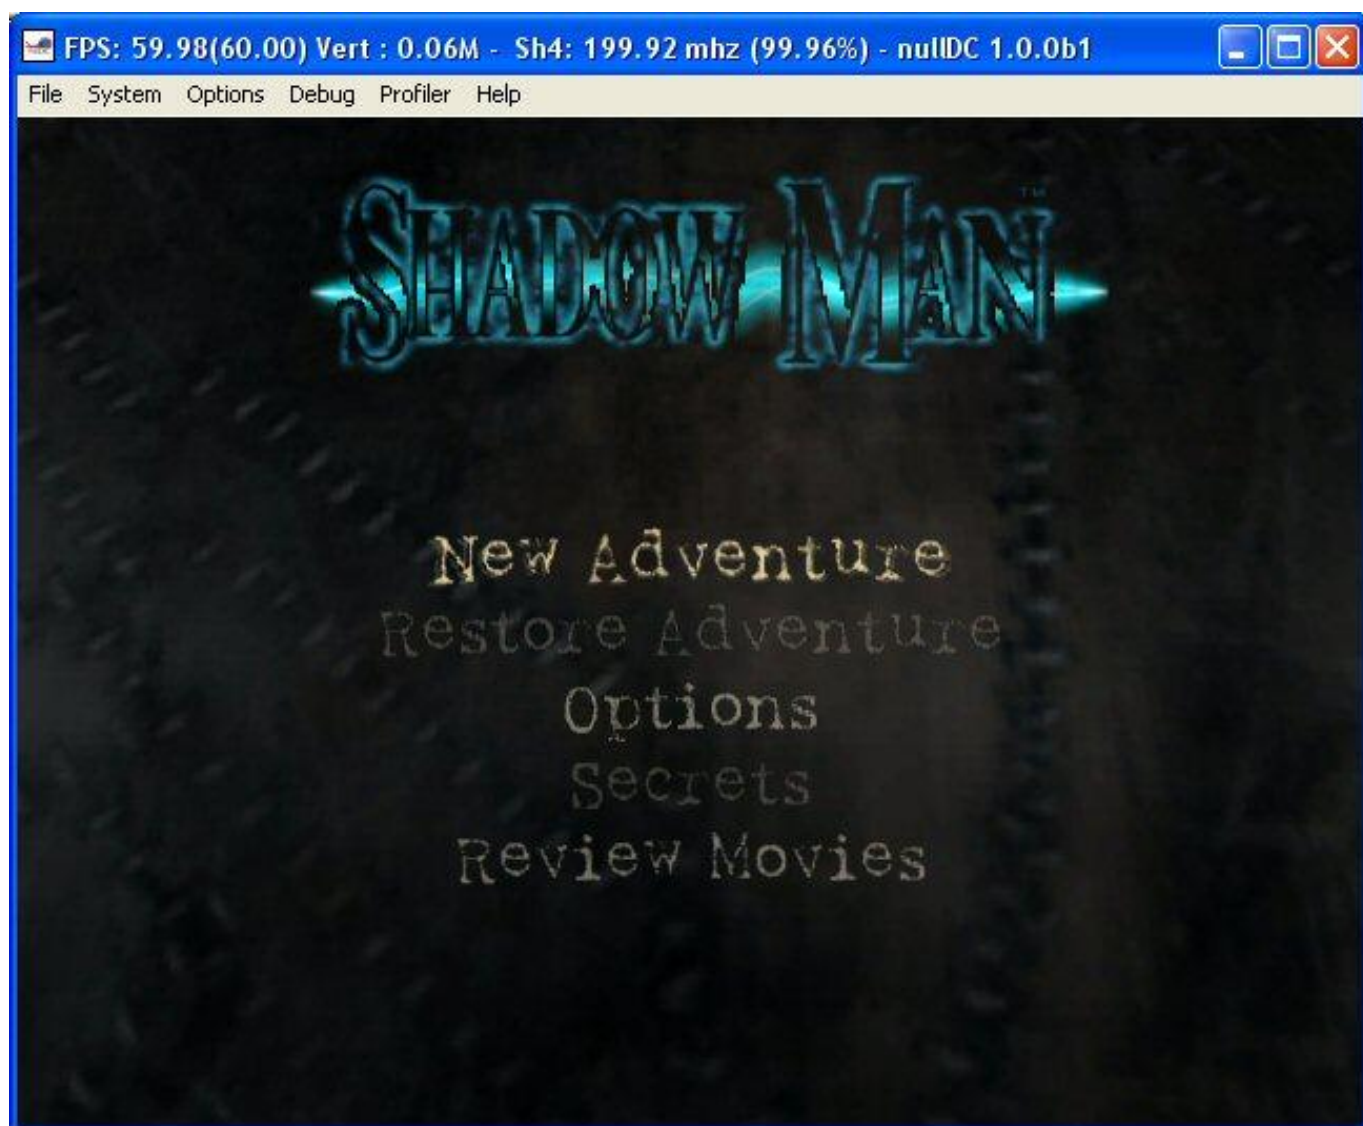 FPS: 59.98(60.00) Vert : 0.06M - Sh4: 199.92 mhz (99.96%) - nullDC 1.0.0b1
File System Options Debug Profiler Help
SHADOW MAN TM
New Adventure
Restore Adventure
Options
Secrets
Review Movies